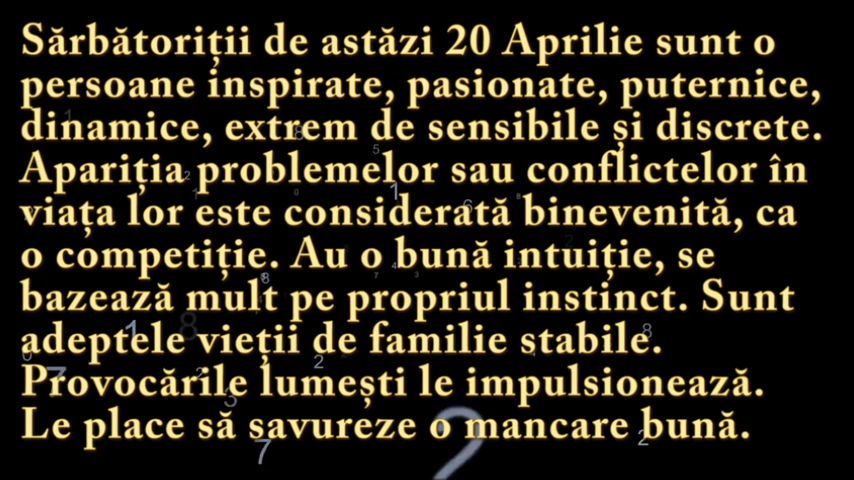 Sărbătoriții de astăzi 20 Aprilie sunt o
persoane inspirate, pasionate, puternice,
dinamice, extrem de sensibile și discrete.
Apariția problemelor sau conflictelor în
viața lor este considerată binevenită, ca
o competiție. Au o bună intuiție, se
bazează mult pe propriul instinct. Sunt
adeptele vieții de familie stabile.
Provocările lumești le impulsionează.
Le place să savureze o mancare bună.